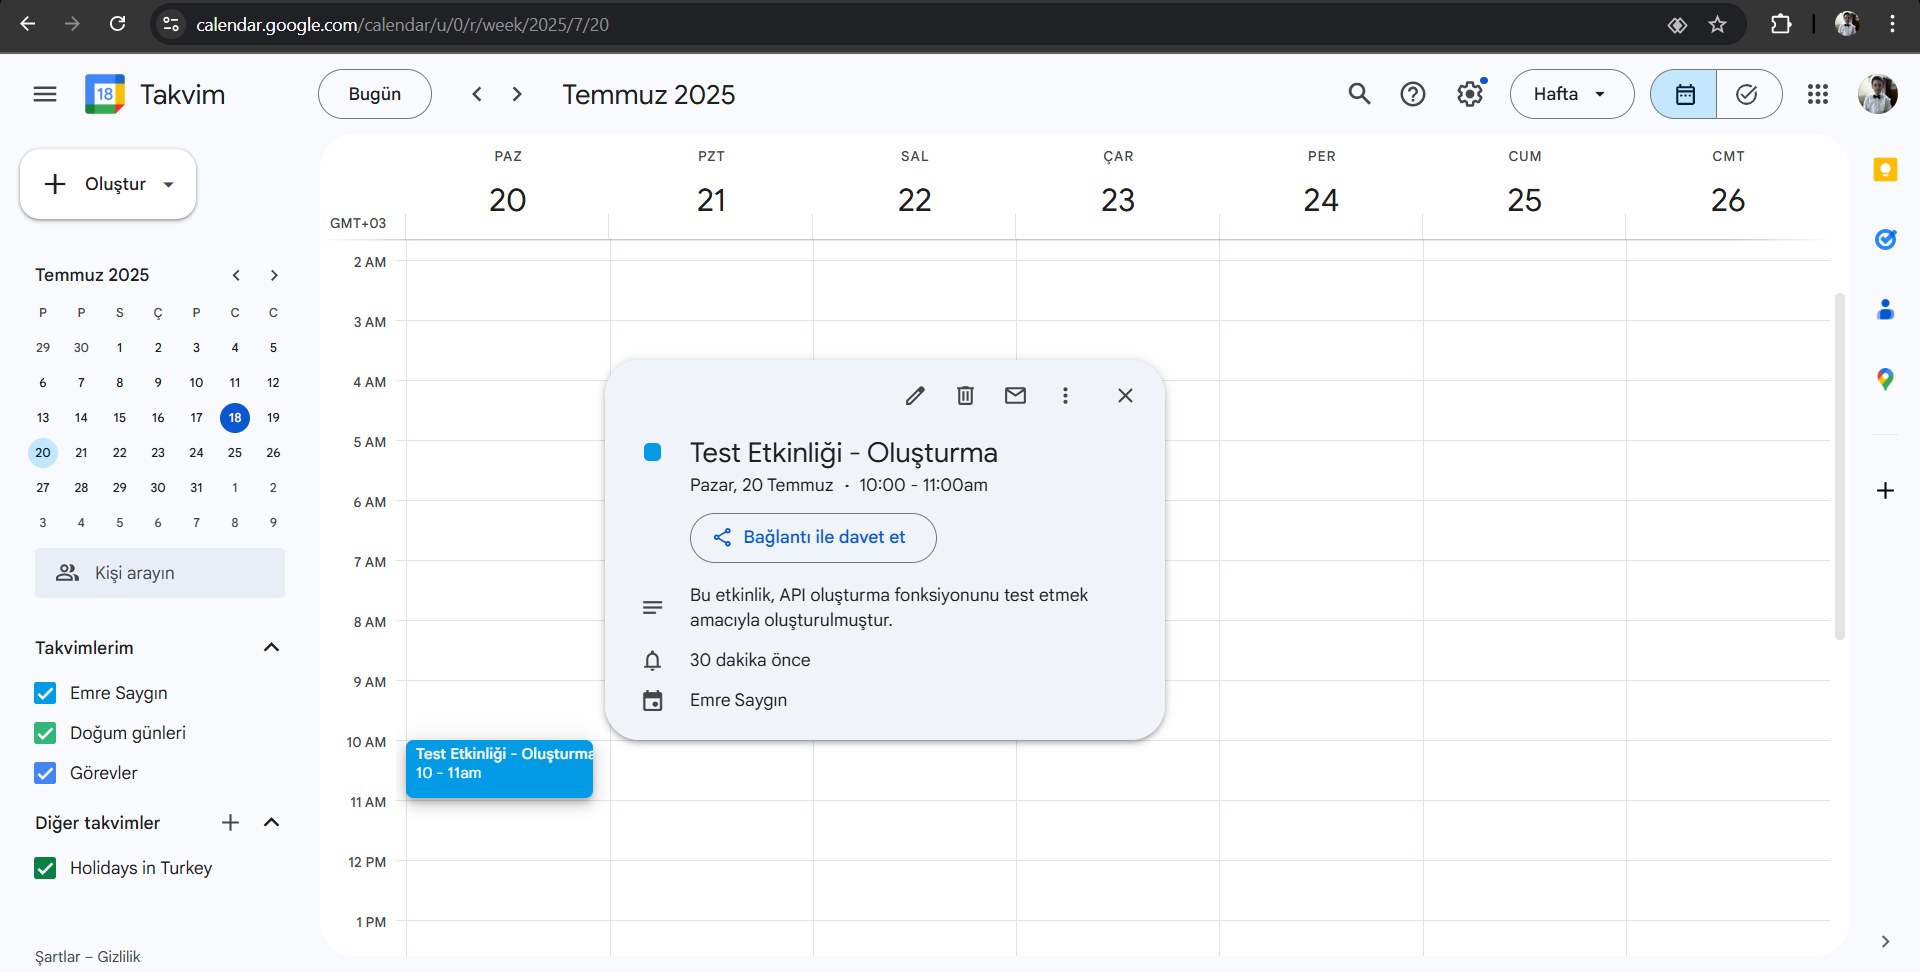 calendar.google.com/calendar/u/0/r/week/2025/7/20
18 Takvim
Bugün
Temmuz 2025
Hafta
Oluştur
GMT+03
PAZ PZT SAL ÇAR PER CUM CMT
20 21 22 23 24 25 26
Temmuz 2025
P P S Ç P C C
29 30 1 2 3 4 5
6 7 8 9 10 11 12
13 14 15 16 17 18 19
20 21 22 23 24 25 26
27 28 29 30 31 1 2
3 4 5 6 7 8 9
Kişi arayın
Takvimlerim
Emre Saygın
Doğum günleri
Görevler
Diğer takvimler
Holidays in Turkey
Şartlar – Gizlilik
2 AM
3 AM
4 AM
5 AM
6 AM
7 AM
8 AM
9 AM
10 AM
11 AM
12 PM
1 PM
Test Etkinliği - Oluşturma
10 - 11am
Test Etkinliği - Oluşturma
Pazar, 20 Temmuz · 10:00 - 11:00am
Bağlantı ile davet et
Bu etkinlik, API oluşturma fonksiyonunu test etmek
amacıyla oluşturulmuştur.
30 dakika önce
Emre Saygın